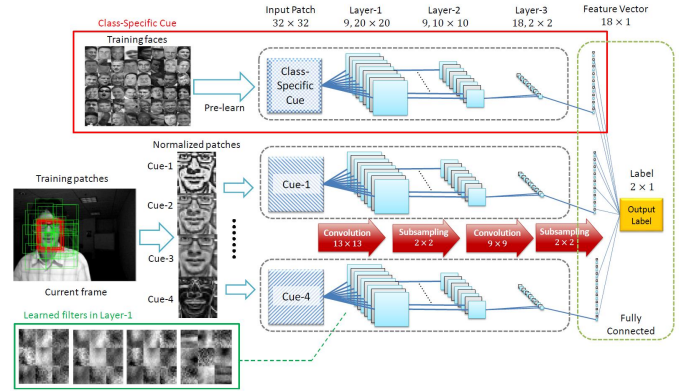 Class-Specific Cue
Input Patch
32 × 32
Layer-1
9, 20 × 20
Layer-2
9, 10 × 10
Layer-3
18, 2 × 2
Feature Vector
18 × 1
Training faces
Pre-learn
Class-
Specific
Cue
Normalized patches
Training patches
Cue-1
Cue-2
Cue-3
Cue-4
Current frame
Cue-1
Convolution
13 × 13
Subsampling
2 × 2
Convolution
9 × 9
Subsampling
2 × 2
Cue-4
Label
2 × 1
Output
Label
Fully
Connected
Learned filters in Layer-1